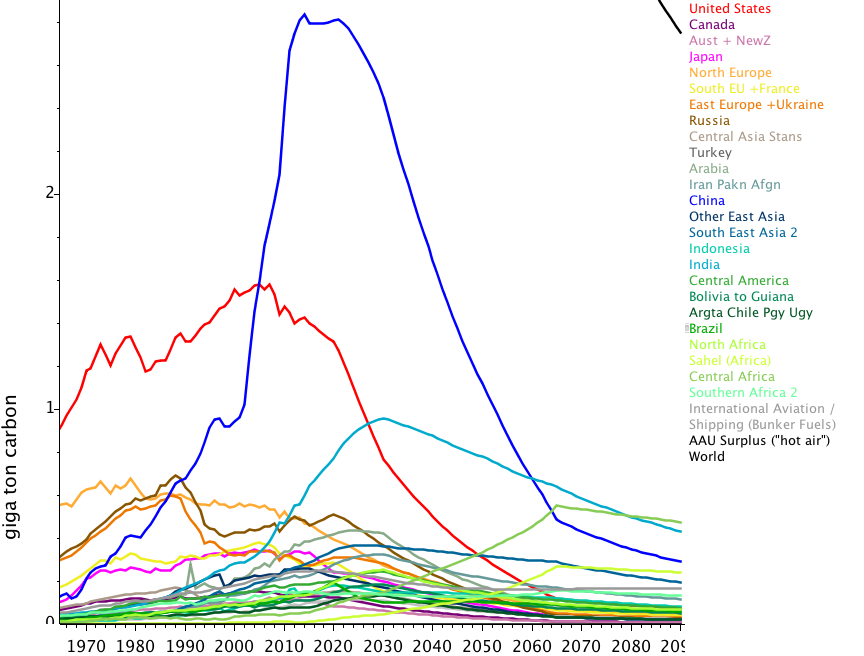 United States
Canada
Aust + NewZ
Japan
North Europe
South EU +France
East Europe +Ukraine
Russia
Central Asia Stans
Turkey
Arabia
Iran Pakn Afgn
China
Other East Asia
South East Asia 2
Indonesia
India
Central America
Bolivia to Guiana
Argta Chile Pgy Ugy
Brazil
North Africa
Sahel (Africa)
Central Africa
Southern Africa 2
International Aviation /
Shipping (Bunker Fuels)
AAU Surplus ("hot air")
World
giga ton carbon
2
1
0
1970 1980 1990 2000 2010 2020 2030 2040 2050 2060 2070 2080 209